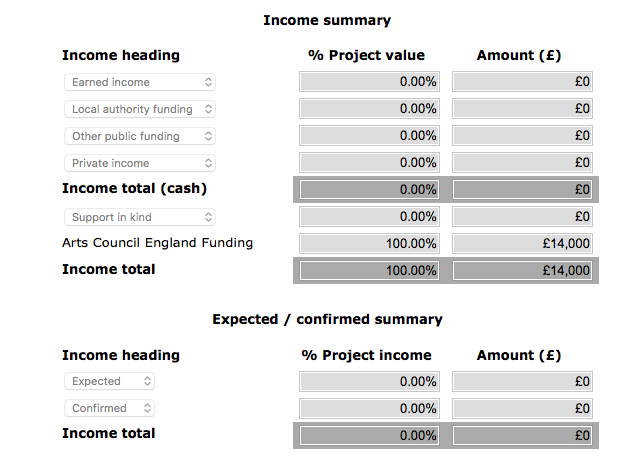 Income summary
Income heading % Project value Amount (£)
Earned income 0.00% £0
Local authority funding 0.00% £0
Other public funding 0.00% £0
Private income 0.00% £0
Income total (cash) 0.00% £0
Support in kind 0.00% £0
Arts Council England Funding 100.00% £14,000
Income total 100.00% £14,000
Expected / confirmed summary
Income heading % Project income Amount (£)
Expected 0.00% £0
Confirmed 0.00% £0
Income total 0.00% £0